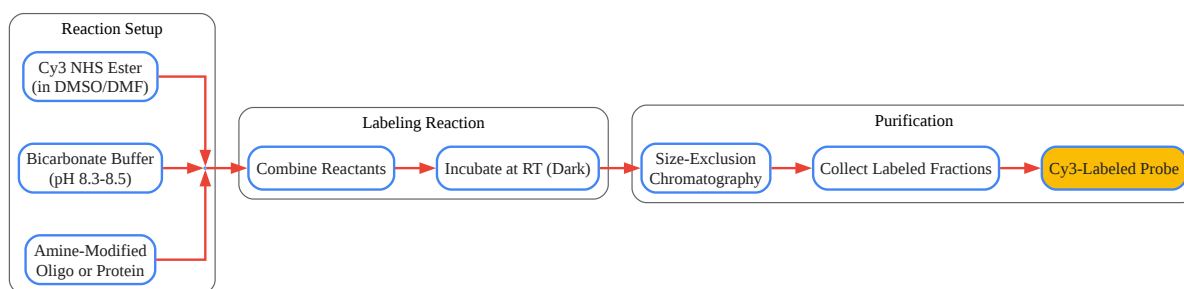 Reaction Setup
Cy3 NHS Ester
(in DMSO/DMF)
Bicarbonate Buffer
(pH 8.3-8.5)
Amine-Modified
Oligo or Protein
Labeling Reaction
Combine Reactants
Incubate at RT (Dark)
Purification
Size-Exclusion
Chromatography
Collect Labeled Fractions
Cy3-Labeled Probe